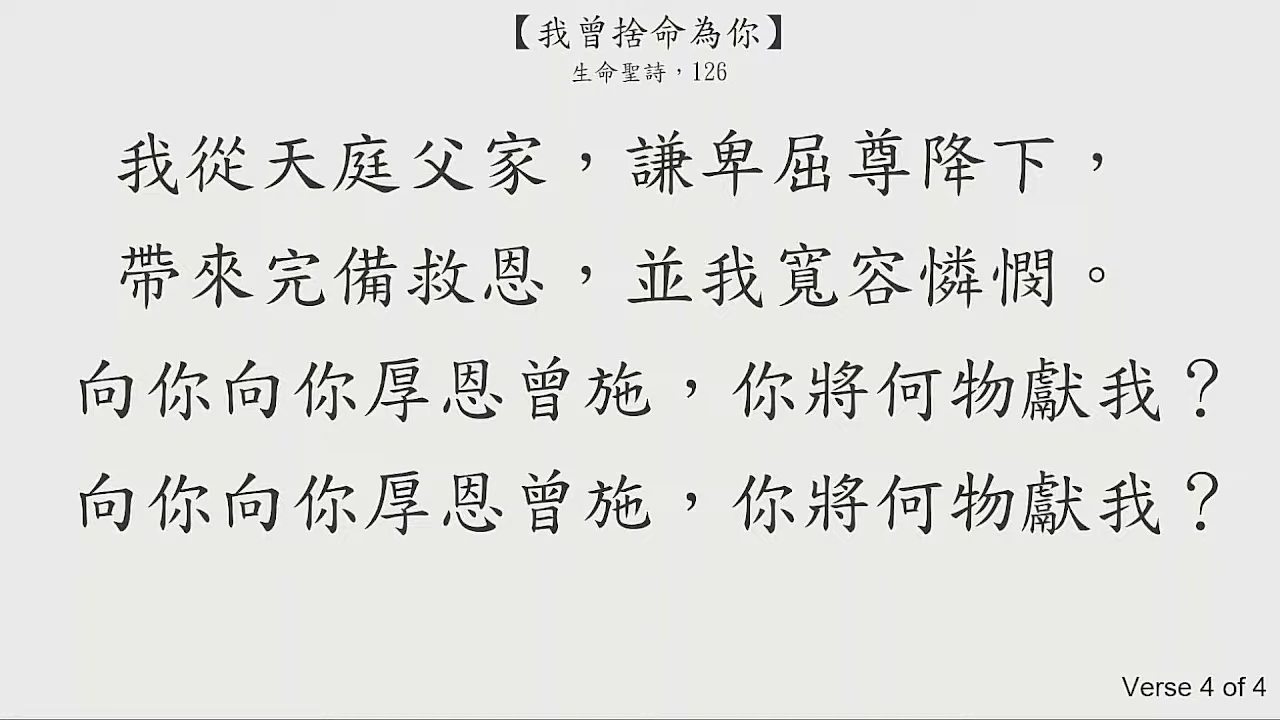 【我曾捨命為你】
生命聖詩，126
我從天庭父家，謙卑屈尊降下，
帶來完備救恩，並我寬容憐憫。
向你向你厚恩曾施，你將何物獻我？
向你向你厚恩曾施，你將何物獻我？
Verse 4 of 4